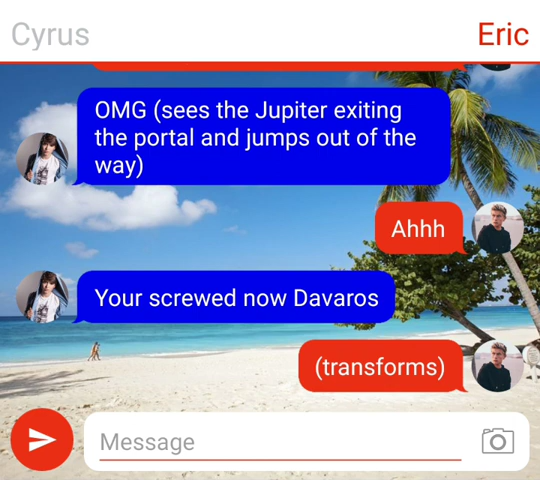 Cyrus
Eric
OMG (sees the Jupiter exiting
the portal and jumps out of the
way)
Ahhh
Your screwed now Davaros
(transforms)
Message